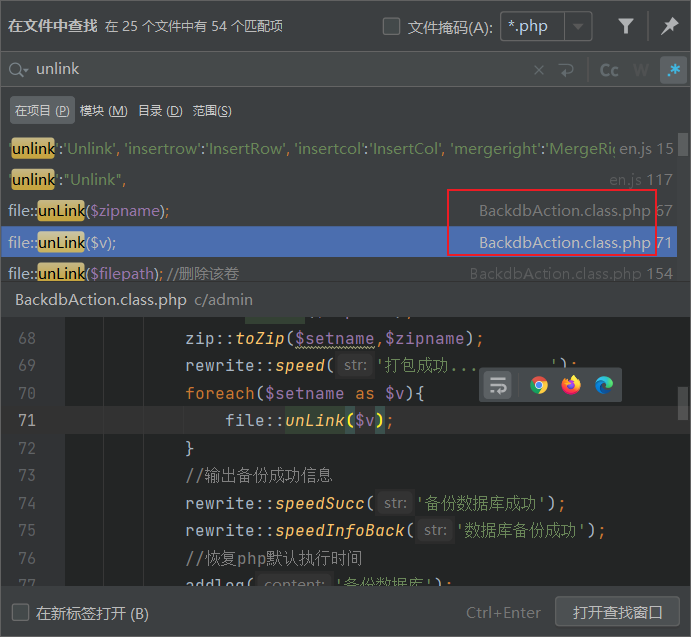 在文件中查找 在 25 个文件中有 54 个匹配项 文件掩码(A): *.php
unlink Cc W .*
在项目 (P) 模块 (M) 目录 (D) 范围(S)
'unlink':'Unlink', 'insertrow':'InsertRow', 'insertcol':'InsertCol', 'mergeright':'MergeRig en.js 15
'unlink':"Unlink", en.js 117
file::unLink($zipname); BackdbAction.class.php 67
file::unLink($v); BackdbAction.class.php 71
file::unLink($filepath); //删除该卷 BackdbAction.class.php 154
BackdbAction.class.php c/admin
68 zip::toZip($setname,$zipname);
69 rewrite::speed( str: '打包成功... ');
70 foreach($setname as $v){
71 file::unLink($v);
72 }
73 //输出备份成功信息
74 rewrite::speedSucc( str: '备份数据库成功');
75 rewrite::speedInfoBack( str: '数据库备份成功');
76 //恢复php默认执行时间
77 addlog( content: '备份数据库');
在新标签打开 (B) Ctrl+Enter 打开查找窗口